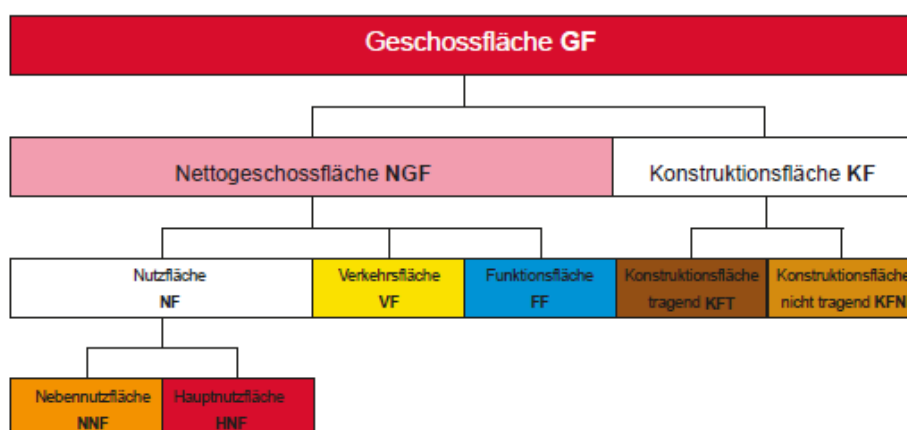 Geschossfläche GF
Nettogeschossfläche NGF
Konstruktionsfläche KF
Nutzfläche
NF
Verkehrsfläche
VF
Funktionsfläche
FF
Konstruktionsfläche
tragend KFT
Konstruktionsfläche
nicht tragend KFN
Nebennutzfläche
NNF
Hauptnutzfläche
HNF